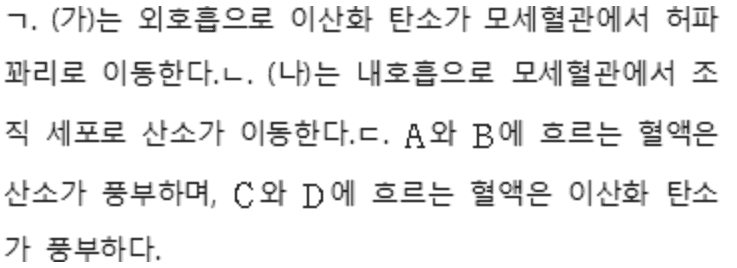 ㄱ. (가)는 외호흡으로 이산화 탄소가 모세혈관에서 허파
꽈리로 이동한다.ㄴ. (나)는 내호흡으로 모세혈관에서 조
직 세포로 산소가 이동한다.ㄷ. A와 B에 흐르는 혈액은
산소가 풍부하며, C와 D에 흐르는 혈액은 이산화 탄소
가 풍부하다.